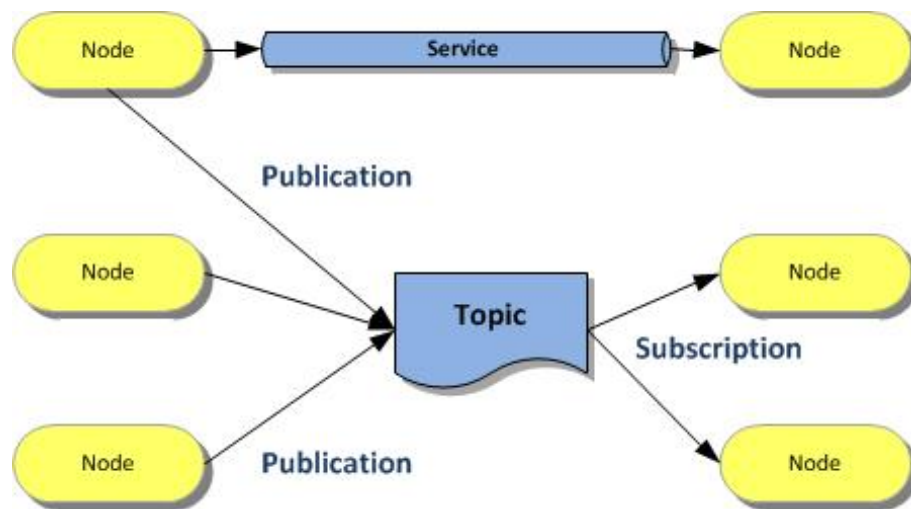 Node
Service
Node
Publication
Node
Topic
Node
Subscription
Node
Publication
Node